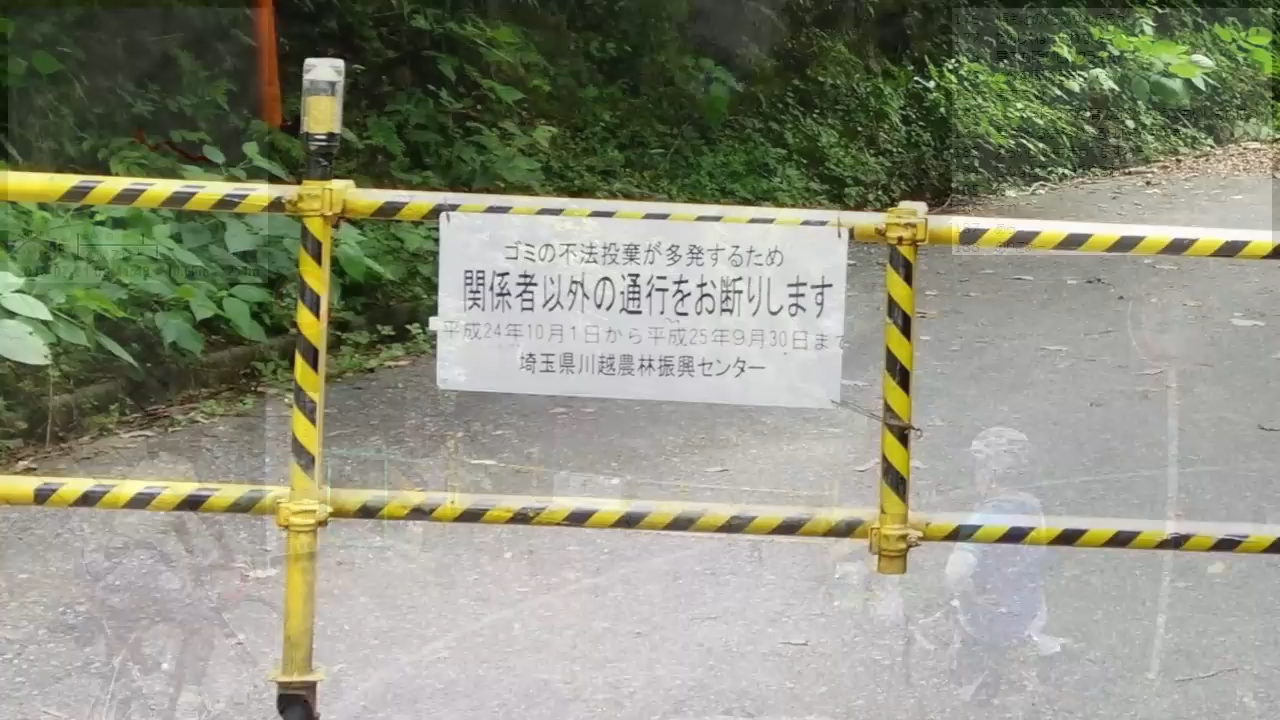 ゴミの不法投棄が多発するため
関係者以外の通行をお断りします
平成24年10月1日から平成25年9月30日まで
埼玉県川越農林振興センター